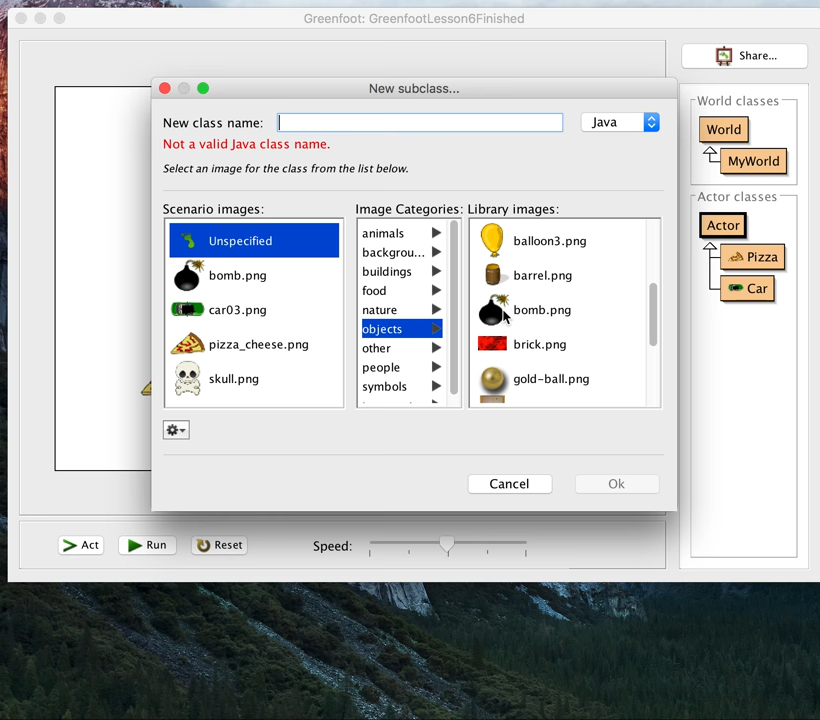 Greenfoot: GreenfootLesson6Finished
Share...
New subclass...
New class name:
Java
Not a valid Java class name.
Select an image for the class from the list below.
World classes
World
MyWorld
Actor classes
Actor
Pizza
Car
Scenario images:
Unspecified
bomb.png
car03.png
pizza_cheese.png
skull.png
Image Categories:
animals
backgrou...
buildings
food
nature
objects
other
people
symbols
Library images:
balloon3.png
barrel.png
bomb.png
brick.png
gold-ball.png
Cancel
Ok
Act
Run
Reset
Speed: